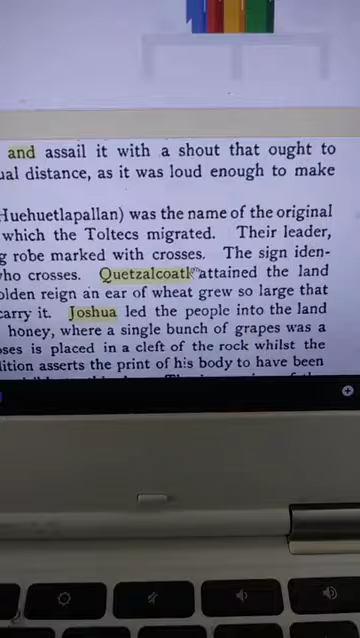 and assail it with a shout that ought to
ual distance, as it was loud enough to make
Huehuetlapallan) was the name of the original
which the Toltecs migrated. Their leader,
g robe marked with crosses. The sign iden-
who crosses. Quetzalcoatl attained the land
olden reign an ear of wheat grew so large that
carry it. Joshua led the people into the land
honey, where a single bunch of grapes was a
oses is placed in a cleft of the rock whilst the
dition asserts the print of his body to have been